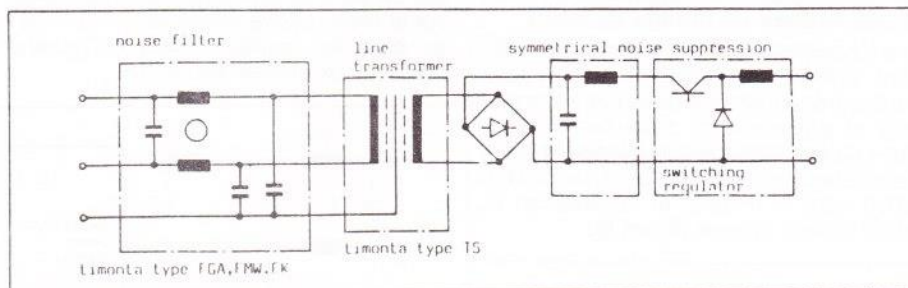 noise filter
line
transformer
symmetrical noise suppression
switching
regulator
timonta type TS
timonta type FGA,FMW,FK